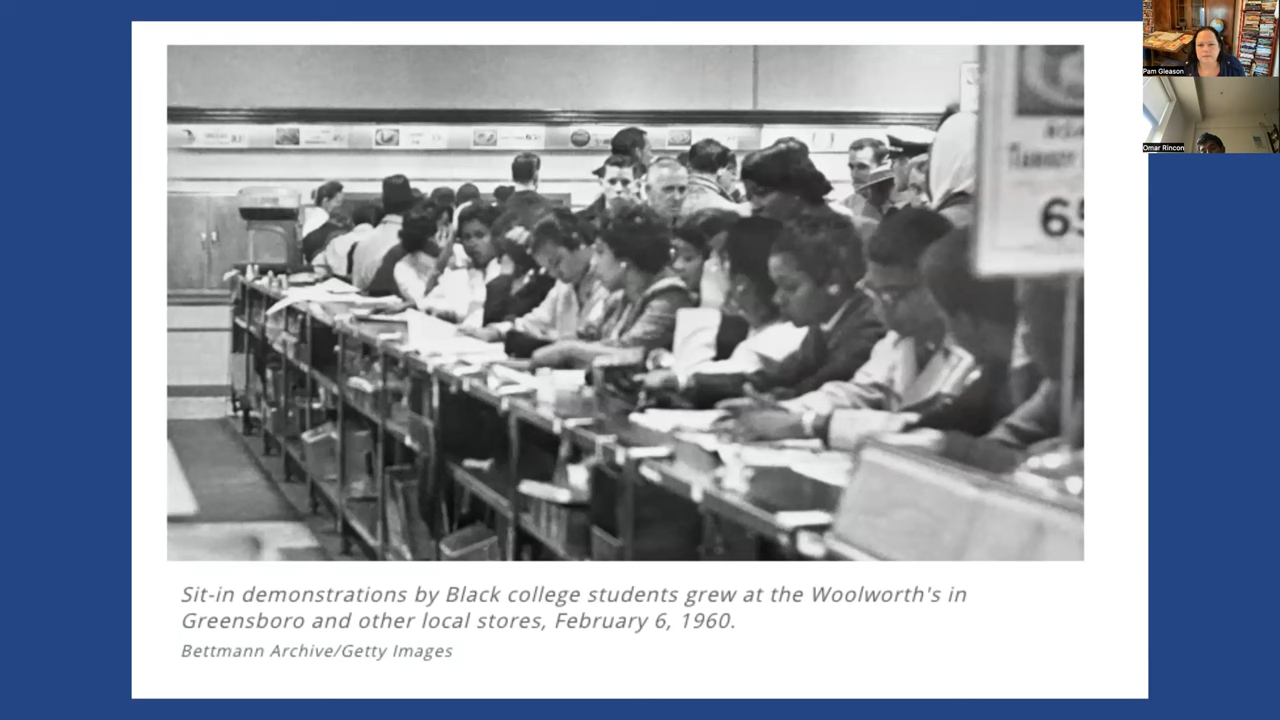 65
Sit-in demonstrations by Black college students grew at the Woolworth's in
Greensboro and other local stores, February 6, 1960.
Bettmann Archive/Getty Images
Pam Gleason
Omar Rincon